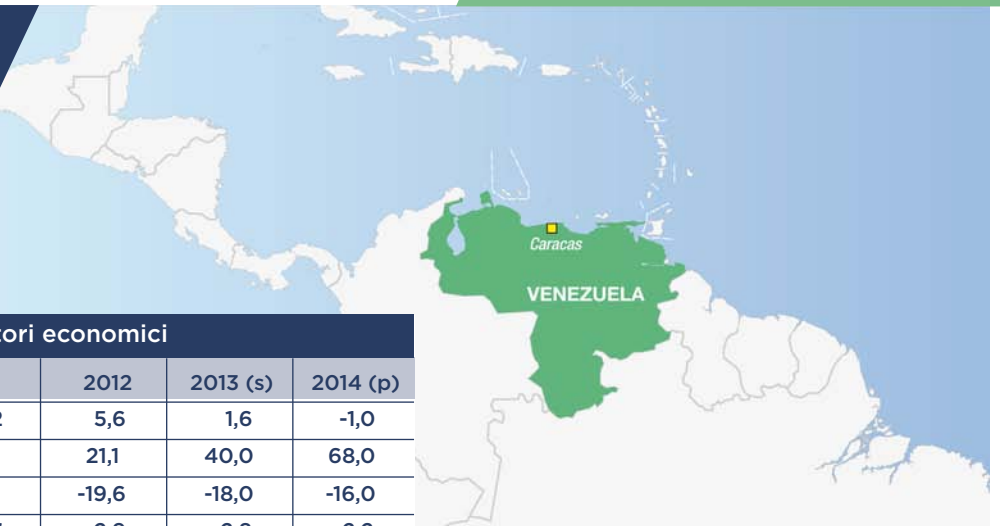 Caracas
VENEZUELA
tori economici
2012 2013 (s) 2014 (p)
2 5,6 1,6 -1,0
21,1 40,0 68,0
-19,6 -18,0 -16,0